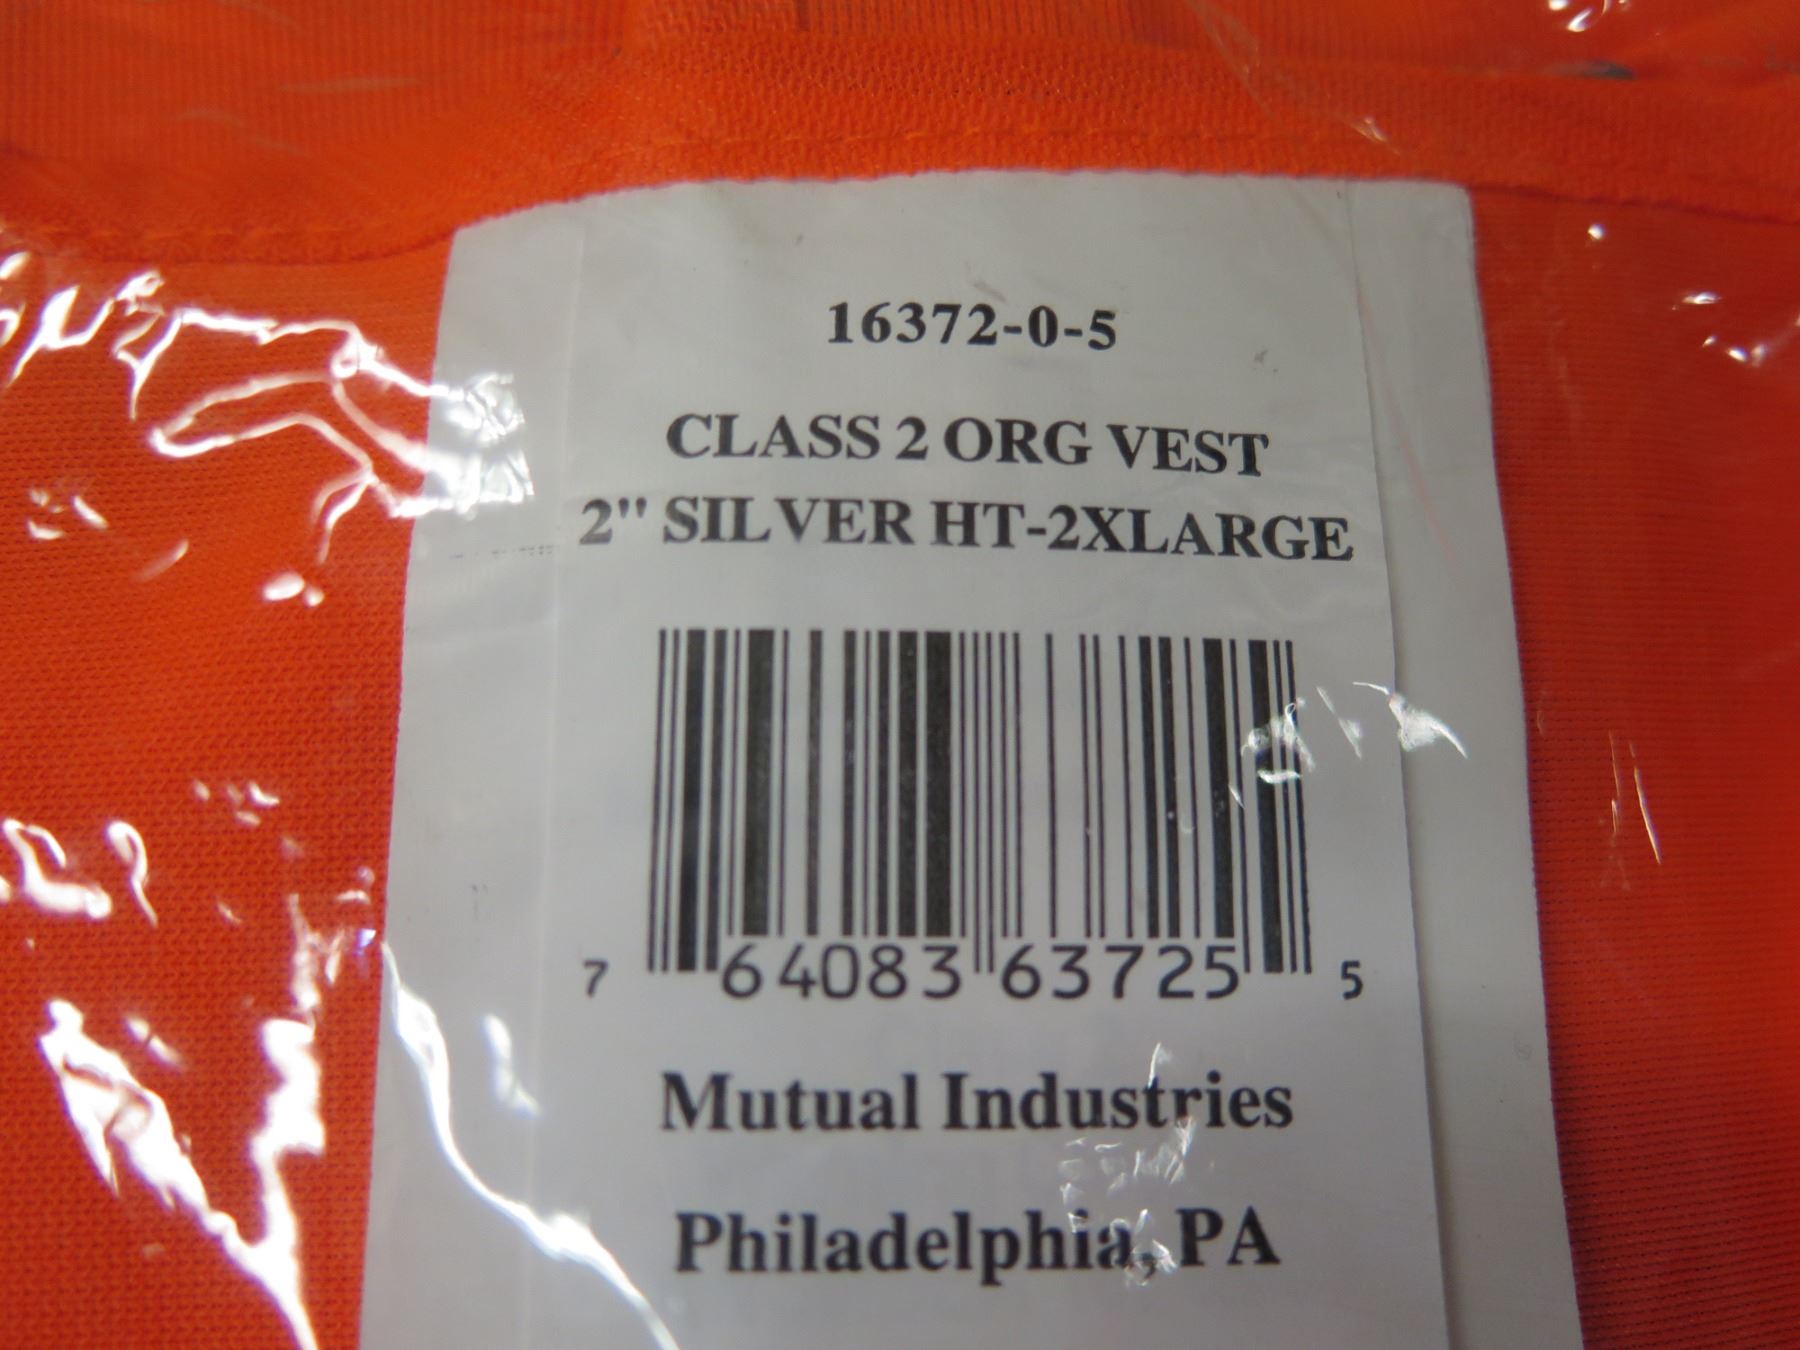 16372-0-5
CLASS 2 ORG VEST
2" SILVER HT-2XLARGE
7 64083 63725 5
Mutual Industries
Philadelphia, PA